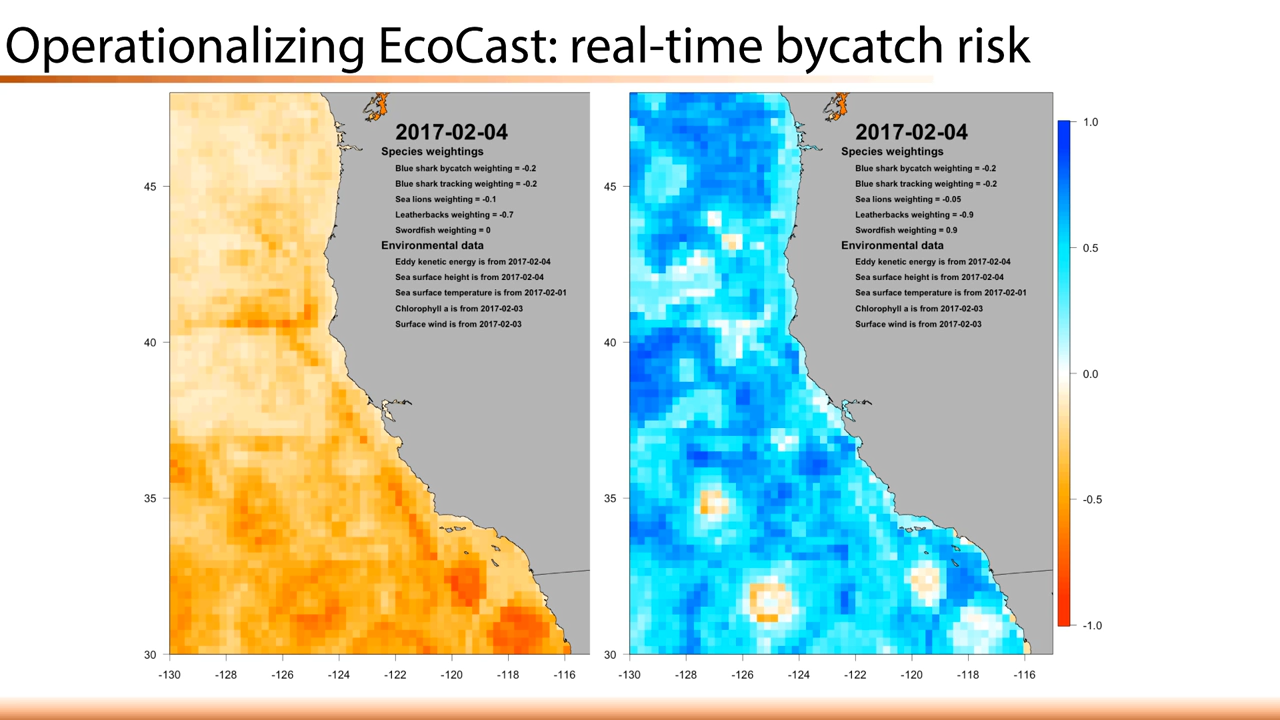 Operationalizing EcoCast: real-time bycatch risk
2017-02-04
Species weightings
Blue shark bycatch weighting = -0.2
Blue shark tracking weighting = -0.2
Sea lions weighting = -0.1
Leatherbacks weighting = -0.7
Swordfish weighting = 0
Environmental data
Eddy kenetic energy is from 2017-02-04
Sea surface height is from 2017-02-04
Sea surface temperature is from 2017-02-01
Chlorophyll a is from 2017-02-03
Surface wind is from 2017-02-03
45
40
35
30
-130 -128 -126 -124 -122 -120 -118 -116
2017-02-04
Species weightings
Blue shark bycatch weighting = -0.2
Blue shark tracking weighting = -0.2
Sea lions weighting = -0.05
Leatherbacks weighting = -0.9
Swordfish weighting = 0.9
Environmental data
Eddy kenetic energy is from 2017-02-04
Sea surface height is from 2017-02-04
Sea surface temperature is from 2017-02-01
Chlorophyll a is from 2017-02-03
Surface wind is from 2017-02-03
45
40
35
30
-130 -128 -126 -124 -122 -120 -118 -116
1.0
0.5
0.0
-0.5
-1.0